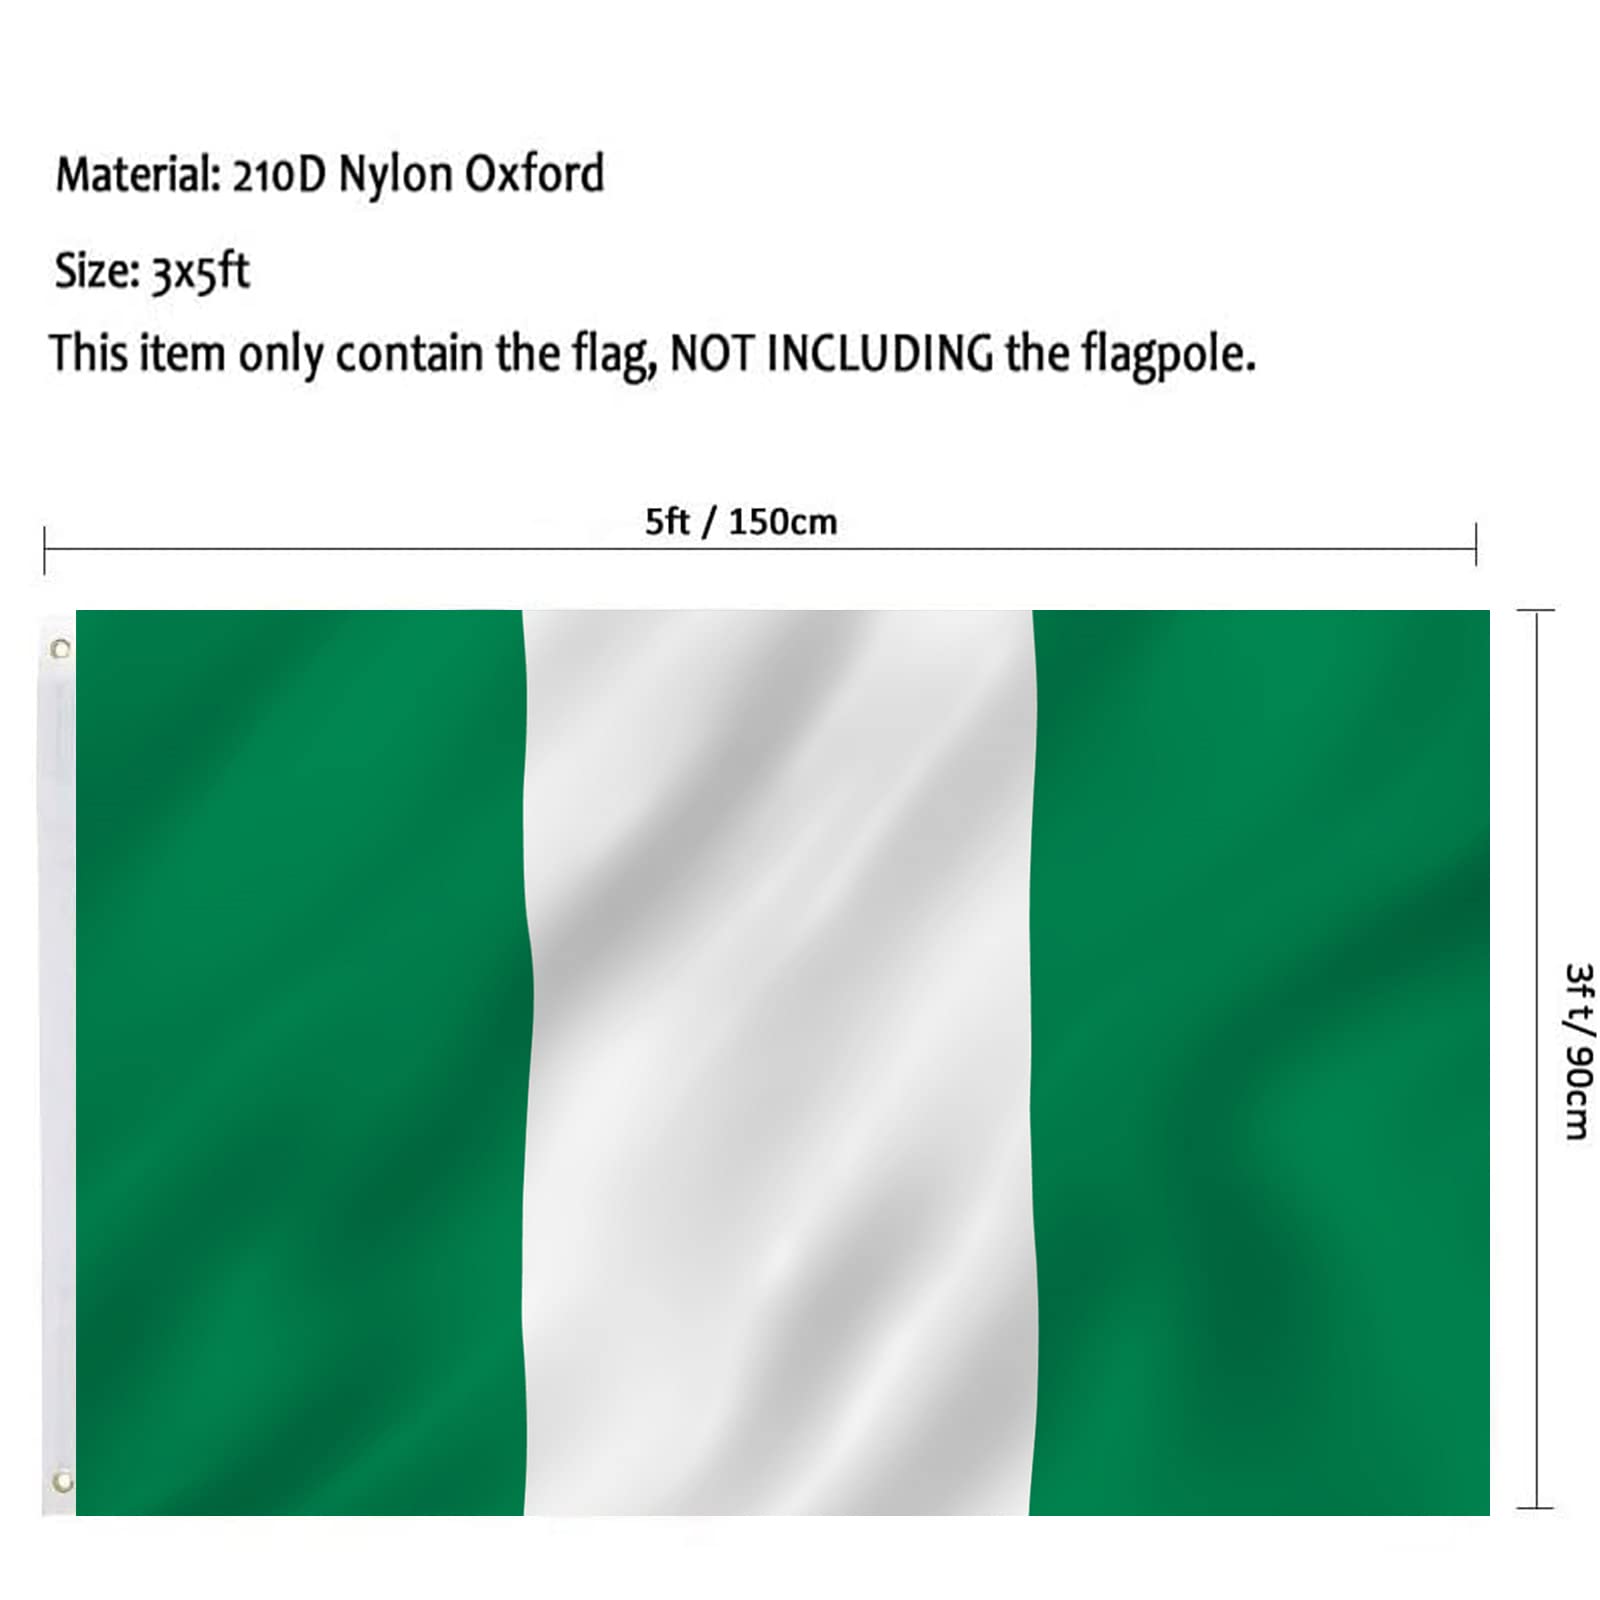 Material: 210D Nylon Oxford
Size: 3x5ft
This item only contain the flag, NOT INCLUDING the flagpole.
5ft / 150cm
3f t/ 90cm